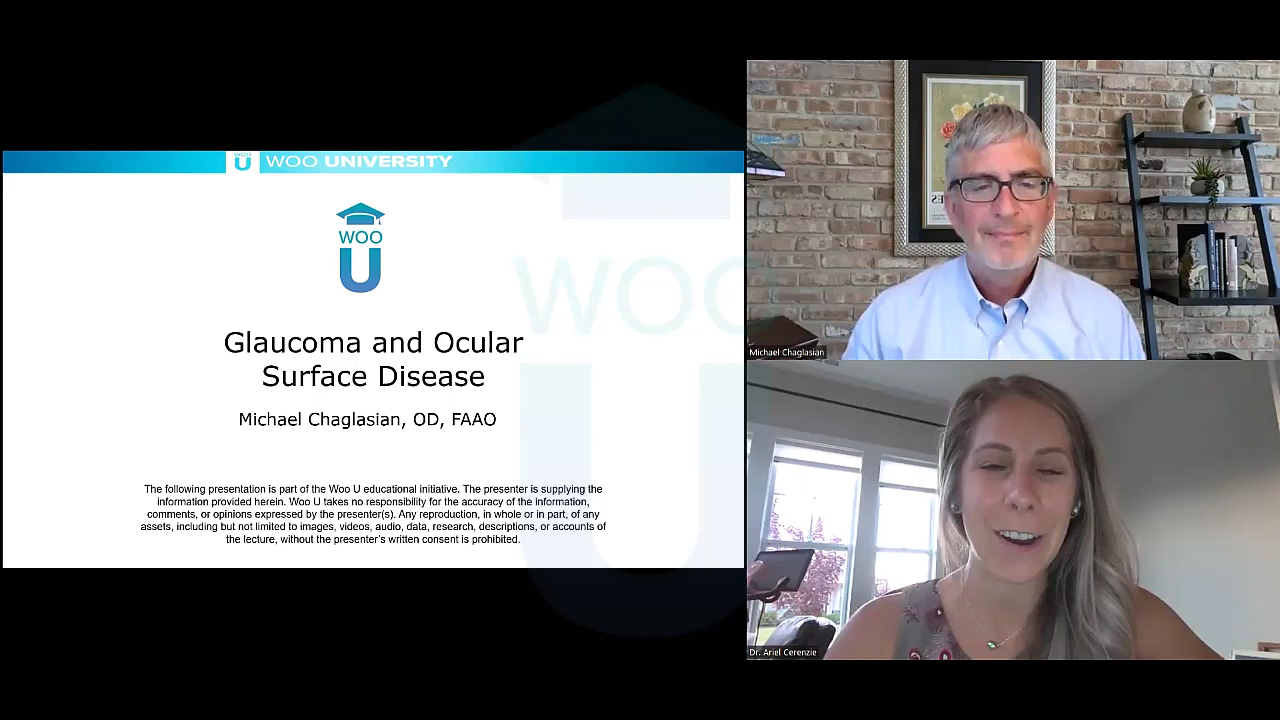 WOO
U
WOO UNIVERSITY
WOO
U
Glaucoma and Ocular
Surface Disease
Michael Chaglasian, OD, FAAO
The following presentation is part of the Woo U educational initiative. The presenter is supplying the
information provided herein. Woo U takes no responsibility for the accuracy of the information,
comments, or opinions expressed by the presenter(s). Any reproduction, in whole or in part, of any
assets, including but not limited to images, videos, audio, data, research, descriptions, or accounts of
the lecture, without the presenter's written consent is prohibited.
WOO
U
Michael Chaglasian
Dr. Ariel Cerenzie